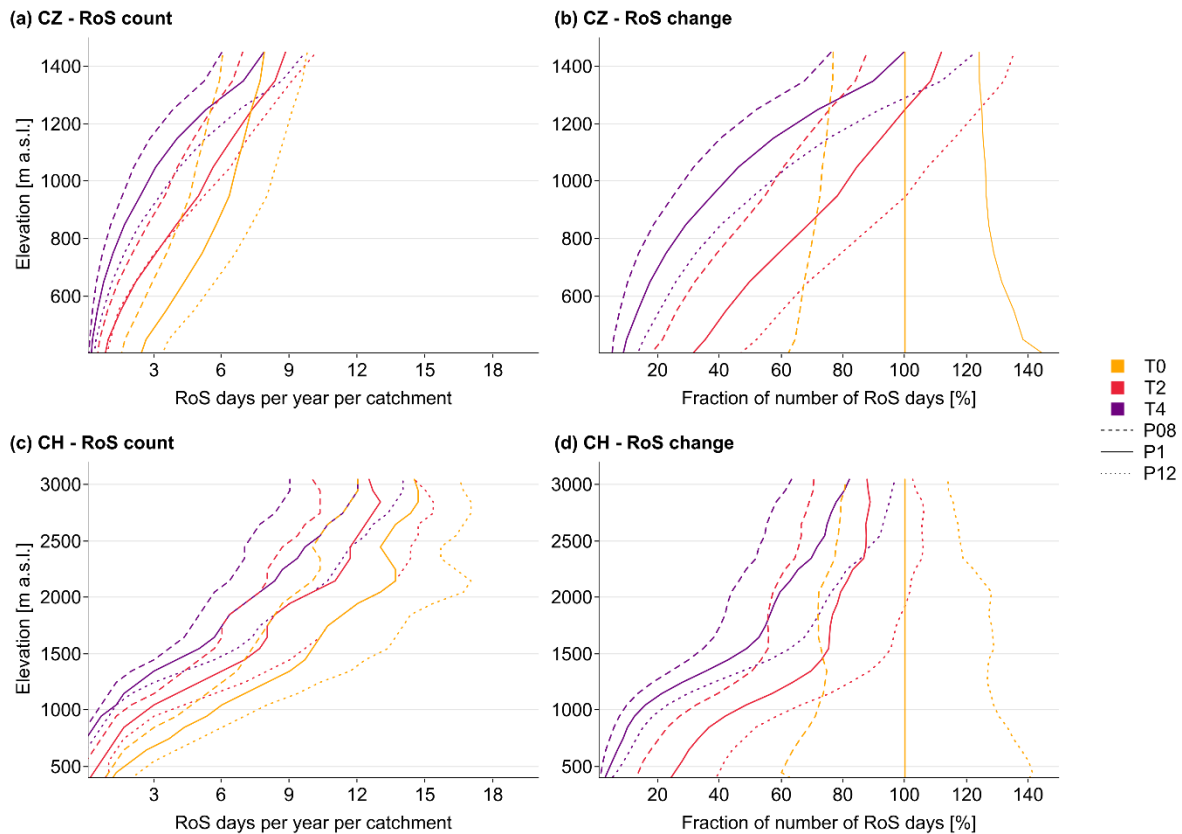 (a) CZ - RoS count
(b) CZ - RoS change
Elevation [m a.s.l.]
1400
1200
1000
800
600
3 6 9 12 15 18
RoS days per year per catchment
20 40 60 80 100 120 140
Fraction of number of RoS days [%]
T0
T2
T4
P08
P1
P12
(c) CH - RoS count
(d) CH - RoS change
Elevation [m a.s.l.]
3000
2500
2000
1500
1000
500
3 6 9 12 15 18
RoS days per year per catchment
20 40 60 80 100 120 140
Fraction of number of RoS days [%]